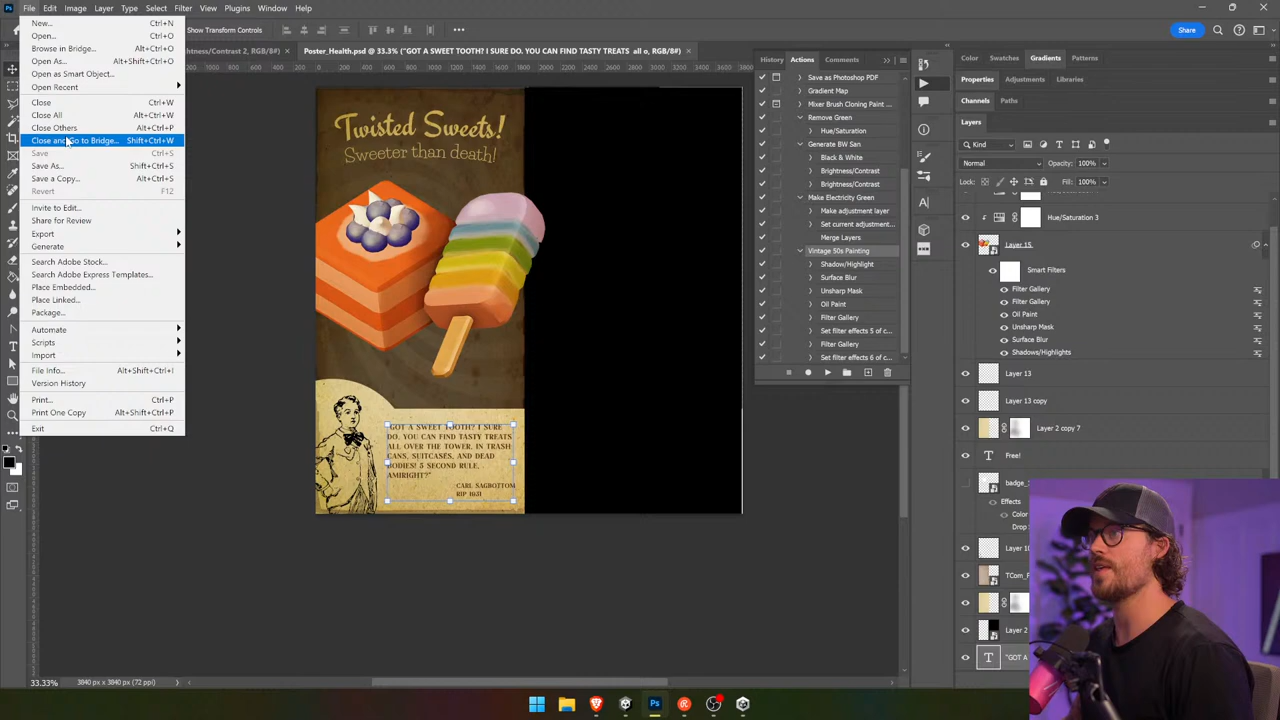 File Edit Image Layer Type Select Filter View Plugins Window Help
Show Transform Controls
Share
htness/Contrast 2, RGB/8#)
Poster_Health.psd @ 33.3% ("GOT A SWEET TOOTH? I SURE DO. YOU CAN FIND TASTY TREATS all o, RGB/8#)
New... Ctrl+N
Open... Ctrl+O
Browse in Bridge... Alt+Ctrl+O
Open As... Alt+Shift+Ctrl+O
Open as Smart Object...
Open Recent
Close Ctrl+W
Close All Alt+Ctrl+W
Close Others Alt+Ctrl+P
Close and Go to Bridge... Shift+Ctrl+W
Save Ctrl+S
Save As... Shift+Ctrl+S
Save a Copy... Alt+Ctrl+S
Revert F12
Invite to Edit...
Share for Review
Export
Generate
Search Adobe Stock...
Search Adobe Express Templates...
Place Embedded...
Place Linked...
Package...
Automate
Scripts
Import
File Info... Alt+Shift+Ctrl+I
Version History
Print... Ctrl+P
Print One Copy Alt+Shift+Ctrl+P
Exit Ctrl+Q
Twisted Sweets!
Sweeter than death!
"GOT A SWEET TOOTH? I SURE
DO. YOU CAN FIND TASTY TREATS
ALL OVER THE TOWER, IN TRASH
CANS, SUITCASES, AND DEAD
BODIES! 5 SECOND RULE,
AMIRIGHT?"
CARL SAGBOTTOM
RIP 1631
History Actions Comments
Save as Photoshop PDF
Gradient Map
Mixer Brush Cloning Paint ...
Remove Green
Hue/Saturation
Generate BW San
Black & White
Brightness/Contrast
Brightness/Contrast
Make Electricity Green
Make adjustment layer
Set current adjustment...
Merge Layers
Vintage 50s Painting
Shadow/Highlight
Surface Blur
Unsharp Mask
Oil Paint
Filter Gallery
Set filter effects 5 of c...
Filter Gallery
Set filter effects 6 of c...
Color Swatches Gradients Patterns
Properties Adjustments Libraries
Channels Paths
Layers
Kind
Normal Opacity: 100%
Lock: Fill: 100%
Hue/Saturation 3
Layer 15
Smart Filters
Filter Gallery
Filter Gallery
Oil Paint
Unsharp Mask
Surface Blur
Shadows/Highlights
Layer 13
Layer 13 copy
Layer 2 copy 7
Free!
badge_
Effects
Color
Drop
Layer 10
TCom_
Layer 2
"GOT A
33.33% 3840 px x 3840 px (72 ppi)